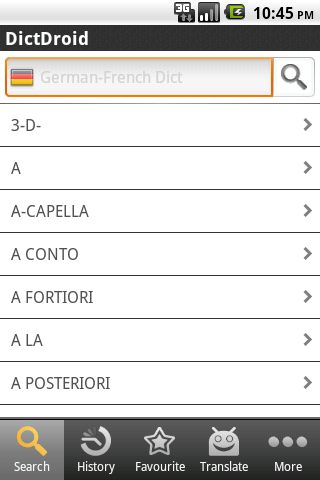 3G 10:45 PM
DictDroid
German-French Dict
3-D-
A
A-CAPELLA
A CONTO
A FORTIORI
A LA
A POSTERIORI
Search History Favourite Translate More